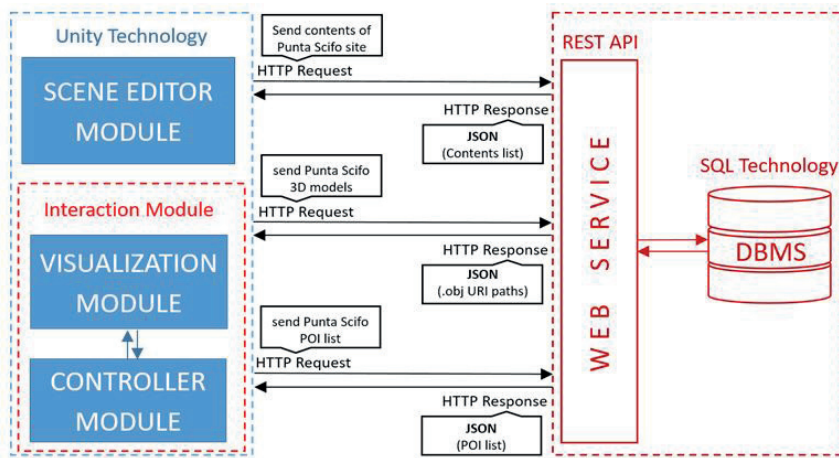 Unity Technology
SCENE EDITOR
MODULE
Interaction Module
VISUALIZATION
MODULE
CONTROLLER
MODULE
Send contents of
Punta Scifo site
HTTP Request
HTTP Response
JSON
(Contents list)
send Punta Scifo
3D models
HTTP Request
HTTP Response
JSON
(.obj URI paths)
send Punta Scifo
POI list
HTTP Request
HTTP Response
JSON
(POI list)
REST API
WEB SERVICE
SQL Technology
DBMS